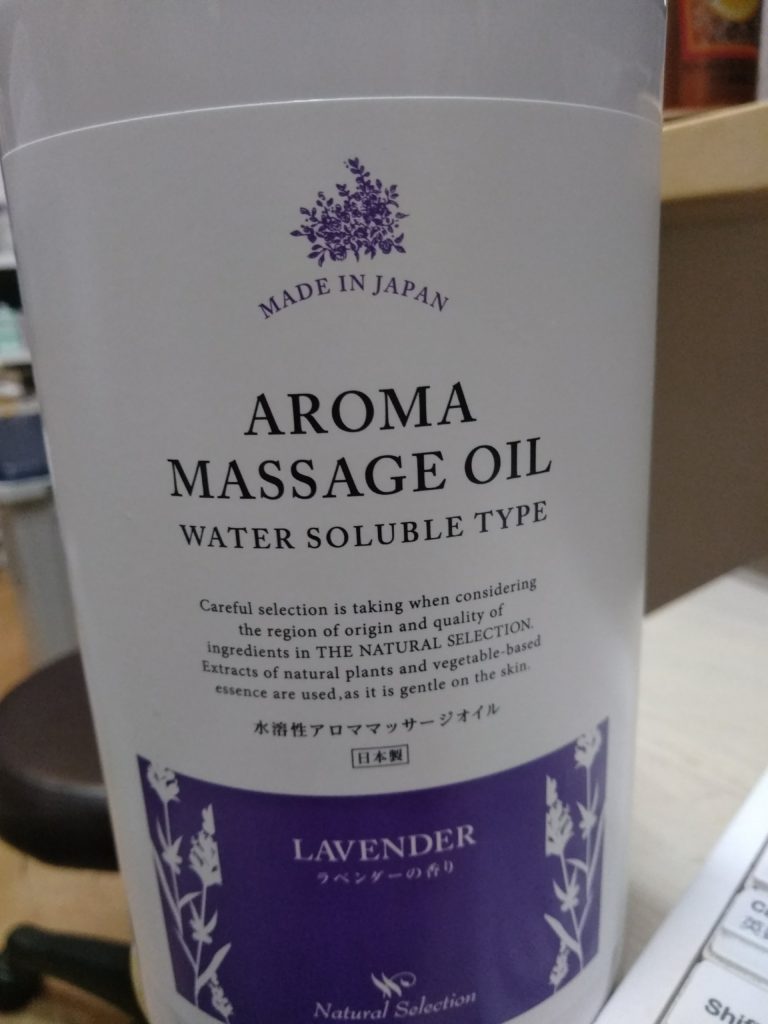 MADE IN JAPAN
AROMA
MASSAGE OIL
WATER SOLUBLE TYPE
Careful selection is taking when considering
the region of origin and quality of
ingredients in THE NATURAL SELECTION.
Extracts of natural plants and vegetable-based
essence are used, as it is gentle on the skin.
水溶性アロママッサージオイル
日本製
LAVENDER
ラベンダーの香り
Natural Selection
Shif